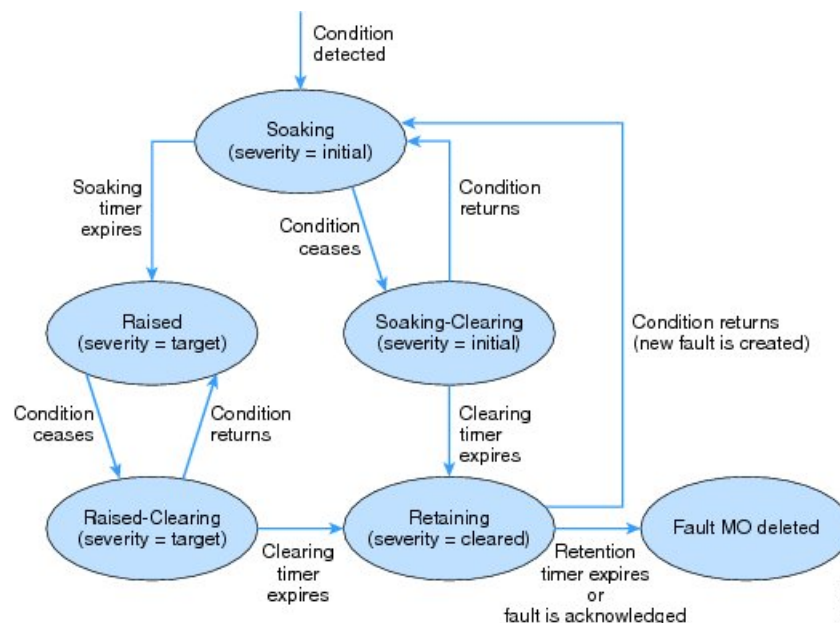 Condition
detected
Soaking
(severity = initial)
Soaking
timer
expires
Condition
ceases
Condition
returns
Raised
(severity = target)
Soaking-Clearing
(severity = initial)
Condition returns
(new fault is created)
Condition
ceases
Condition
returns
Clearing
timer
expires
Raised-Clearing
(severity = target)
Clearing
timer
expires
Retaining
(severity = cleared)
Retention
timer expires
or
fault is acknowledged
Fault MO deleted